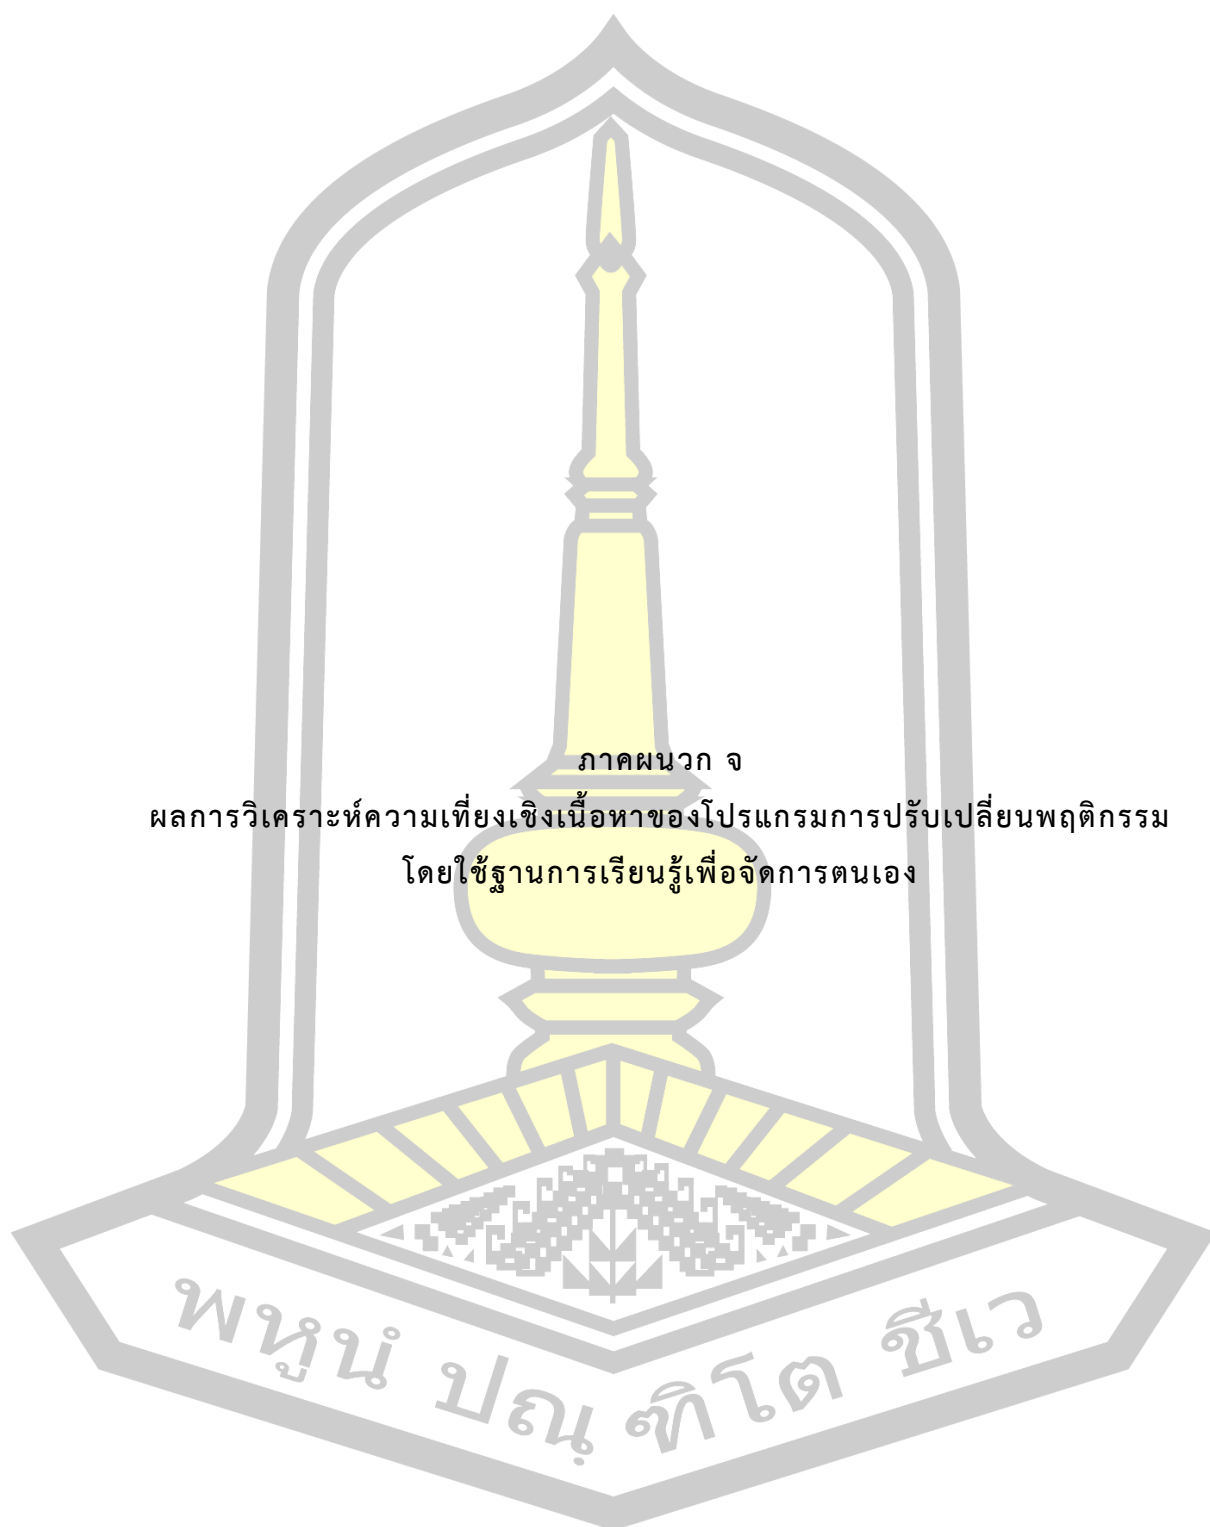 ภาคผนวก จ
ผลการวิเคราะห์ความเที่ยงเชิงเนื้อหาของโปรแกรมการปรับเปลี่ยนพฤติกรรม
โดยใช้ฐานการเรียนรู้เพื่อจัดการตนเอง
พหูนํ ปณฺฑิโต ชีเว